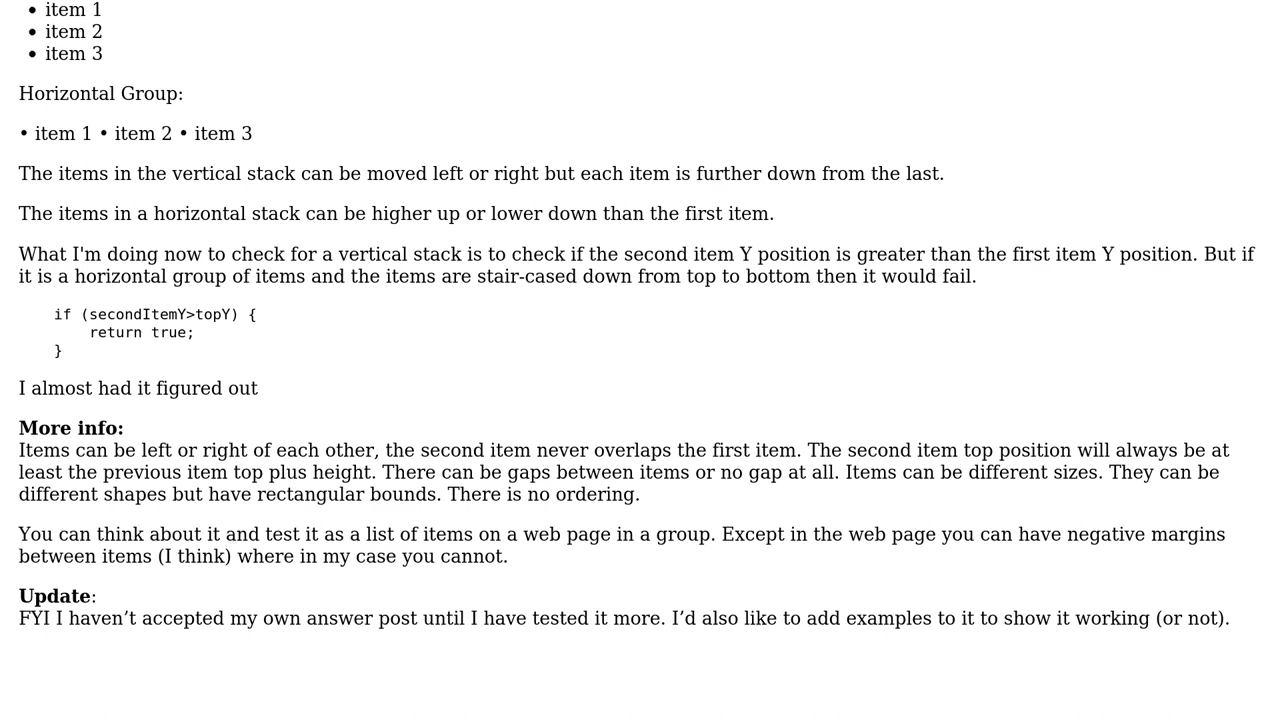 • item 1
• item 2
• item 3
Horizontal Group:
• item 1 • item 2 • item 3
The items in the vertical stack can be moved left or right but each item is further down from the last.
The items in a horizontal stack can be higher up or lower down than the first item.
What I'm doing now to check for a vertical stack is to check if the second item Y position is greater than the first item Y position. But if
it is a horizontal group of items and the items are stair-cased down from top to bottom then it would fail.
if (secondItemY>topY) {
    return true;
}
I almost had it figured out
More info:
Items can be left or right of each other, the second item never overlaps the first item. The second item top position will always be at
least the previous item top plus height. There can be gaps between items or no gap at all. Items can be different sizes. They can be
different shapes but have rectangular bounds. There is no ordering.
You can think about it and test it as a list of items on a web page in a group. Except in the web page you can have negative margins
between items (I think) where in my case you cannot.
Update:
FYI I haven’t accepted my own answer post until I have tested it more. I’d also like to add examples to it to show it working (or not).